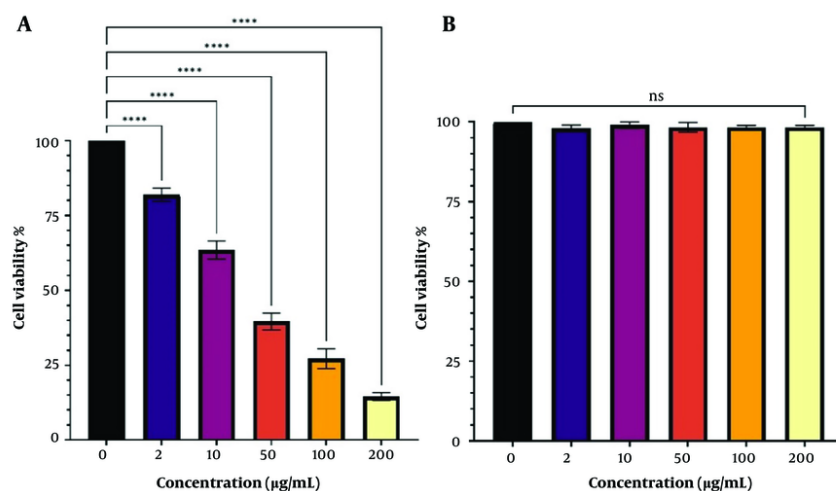 A
****
****
****
****
****
Cell viability %
100
75
50
25
0
0 2 10 50 100 200
Concentration (µg/mL)
B
ns
Cell viability %
100
75
50
25
0
0 2 10 50 100 200
Concentration (µg/mL)